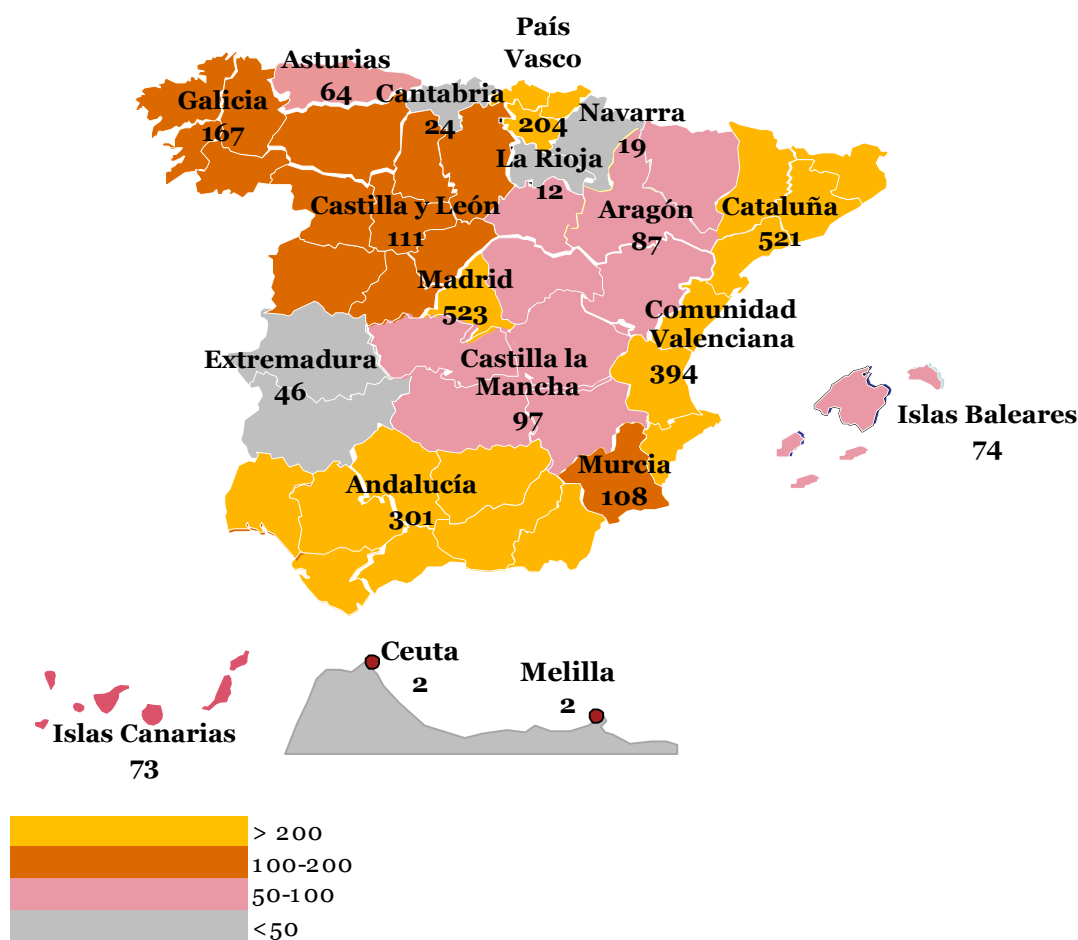 País
Vasco
204
Asturias
64
Cantabria
24
Galicia
167
Navarra
19
La Rioja
12
Castilla y León
111
Aragón
87
Cataluña
521
Madrid
523
Comunidad
Valenciana
394
Extremadura
46
Castilla la
Mancha
97
Islas Baleares
74
Murcia
108
Andalucía
301
Ceuta
2
Melilla
2
Islas Canarias
73
> 200
100-200
50-100
<50